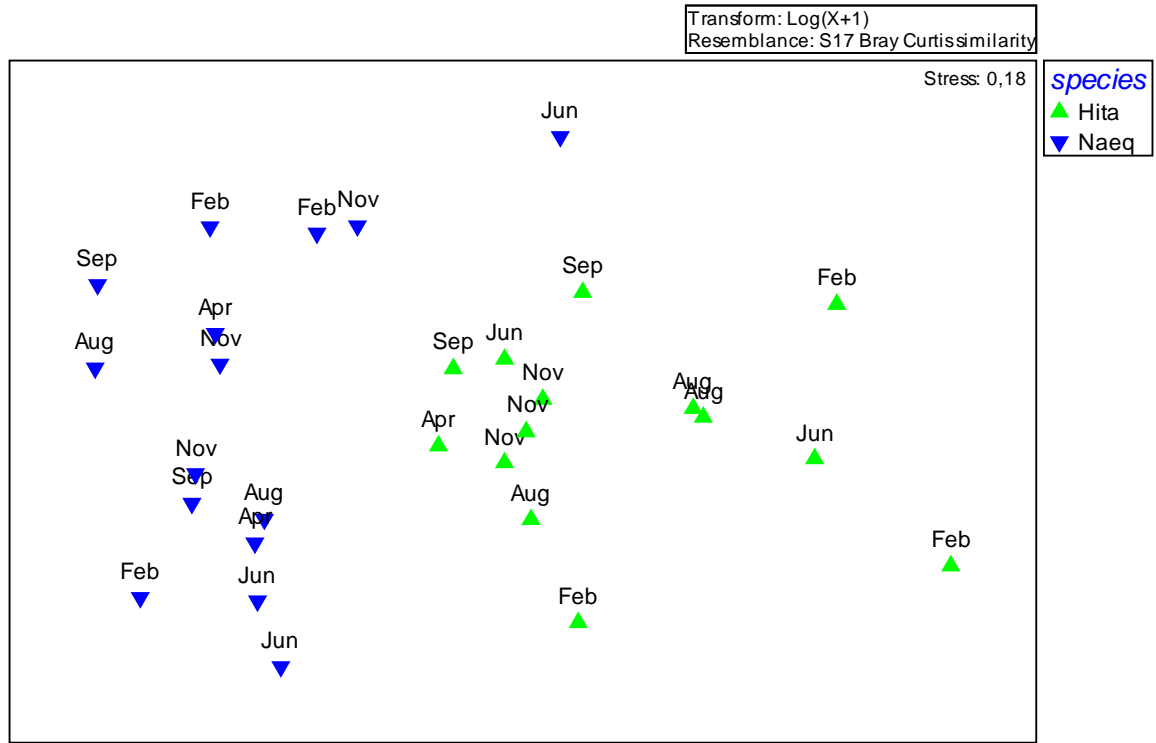 Transform: Log(X+1)
Resemblance: S17 Bray Curtis similarity
Stress: 0,18
species
Hita
Naeq
Jun
Feb
Feb
Nov
Sep
Sep
Feb
Apr
Nov
Aug
Sep
Jun
Nov
Aug
Aug
Nov
Apr
Nov
Jun
Nov
Sep
Aug
Apr
Aug
Feb
Feb
Jun
Feb
Jun